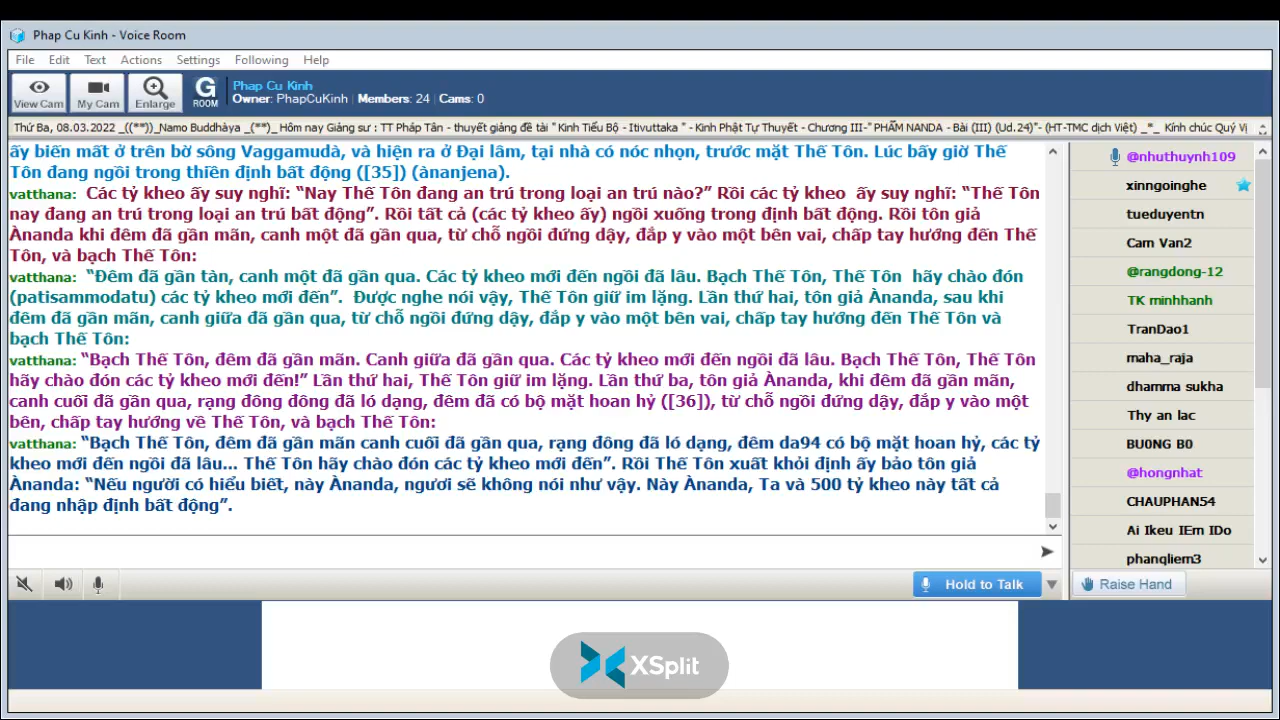 Phap Cu Kinh - Voice Room
File Edit Text Actions Settings Following Help
View Cam
My Cam
Enlarge
G ROOM
Phap Cu Kinh
Owner: PhapCuKinh | Members: 24 | Cams: 0
Thứ Ba, 08.03.2022 _((**))_Namo Buddhàya _(**)_ Hôm nay Giảng sư : TT Pháp Tân - thuyết giảng đề tài " Kinh Tiểu Bộ - Itivuttaka " - Kinh Phật Tự Thuyết - Chương III-" PHẨM NANDA - Bài (III) (Ud.24)"- (HT-TMC dịch Việt) _*_ Kính chúc Quý Vị
ấy biến mất ở trên bờ sông Vaggamudà, và hiện ra ở Đại lâm, tại nhà có nóc nhọn, trước mặt Thế Tôn. Lúc bấy giờ Thế
Tôn đang ngồi trong thiền định bất động ([35]) (ànanjena).
vatthana: Các tỷ kheo ấy suy nghĩ: “Nay Thế Tôn đang an trú trong loại an trú nào?” Rồi các tỷ kheo ấy suy nghĩ: “Thế Tôn
nay đang an trú trong loại an trú bất động”. Rồi tất cả (các tỷ kheo ấy) ngồi xuống trong định bất động. Rồi tôn giả
Ànanda khi đêm đã gần mãn, canh một đã gần qua, từ chỗ ngồi đứng dậy, đắp y vào một bên vai, chấp tay hướng đến Thế
Tôn, và bạch Thế Tôn:
vatthana: “Đêm đã gần tàn, canh một đã gần qua. Các tỷ kheo mới đến ngồi đã lâu. Bạch Thế Tôn, Thế Tôn hãy chào đón
(patisammodatu) các tỷ kheo mới đến”. Được nghe nói vậy, Thế Tôn giữ im lặng. Lần thứ hai, tôn giả Ànanda, sau khi
đêm đã gần mãn, canh giữa đã gần qua, từ chỗ ngồi đứng dậy, đắp y vào một bên vai, chấp tay hướng đến Thế Tôn và
bạch Thế Tôn:
vatthana: “Bạch Thế Tôn, đêm đã gần mãn. Canh giữa đã gần qua. Các tỷ kheo mới đến ngồi đã lâu. Bạch Thế Tôn, Thế Tôn
hãy chào đón các tỷ kheo mới đến!” Lần thứ hai, Thế Tôn giữ im lặng. Lần thứ ba, tôn giả Ànanda, khi đêm đã gần mãn,
canh cuối đã gần qua, rạng đông đông đã ló dạng, đêm đã có bộ mặt hoan hỷ ([36]), từ chỗ ngồi đứng dậy, đắp y vào một
bên, chấp tay hướng về Thế Tôn, và bạch Thế Tôn:
vatthana: “Bạch Thế Tôn, đêm đã gần mãn canh cuối đã gần qua, rạng đông đã ló dạng, đêm da94 có bộ mặt hoan hỷ, các tỷ
kheo mới đến ngồi đã lâu... Thế Tôn hãy chào đón các tỷ kheo mới đến”. Rồi Thế Tôn xuất khỏi định ấy bảo tôn giả
Ànanda: “Nếu người có hiểu biết, này Ànanda, ngươi sẽ không nói như vậy. Này Ànanda, Ta và 500 tỷ kheo này tất cả
đang nhập định bất động”.
@nhuthuynh109
xinngoinghe
tueduyentn
Cam Van2
@rangdong-12
TK minhhanh
TranDao1
maha_raja
dhamma sukha
Thy an lac
BU0NG B0
@hongnhat
CHAUPHAN54
Ai Ikeu IEm IDo
phanqliem3
Hold to Talk
Raise Hand
XSplit